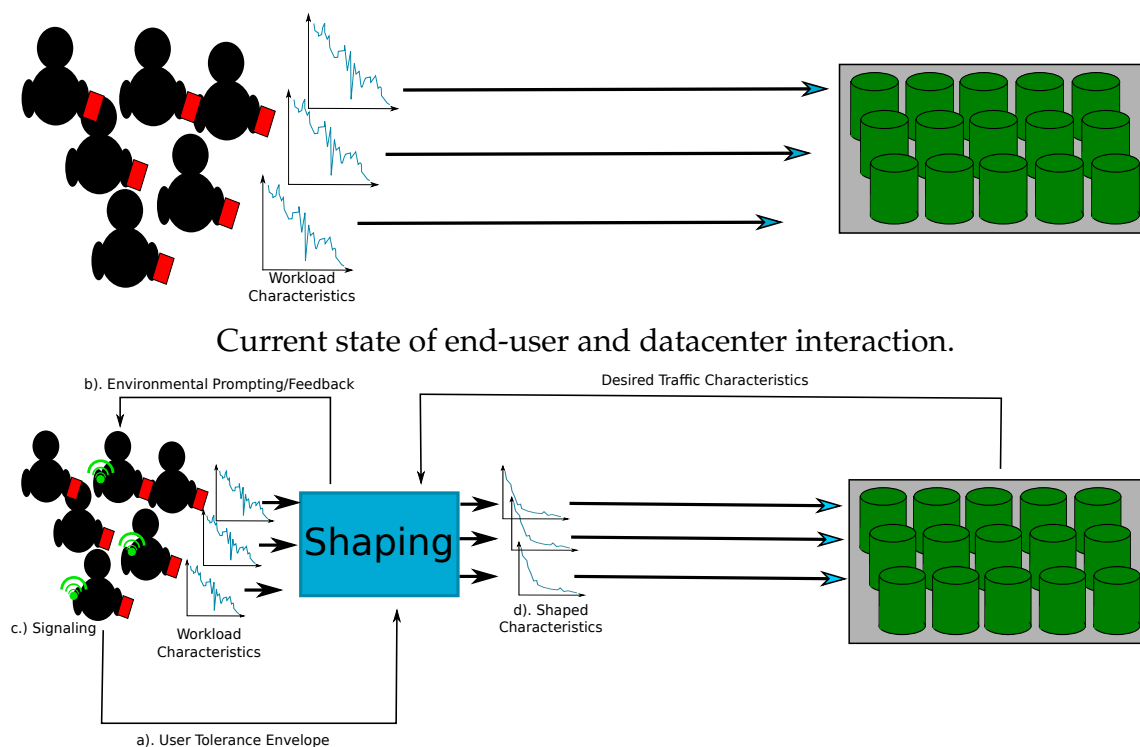 Workload
Characteristics
Current state of end-user and datacenter interaction.
b). Environmental Prompting/Feedback
Desired Traffic Characteristics
Shaping
c.) Signaling
Workload
Characteristics
d). Shaped
Characteristics
a). User Tolerance Envelope